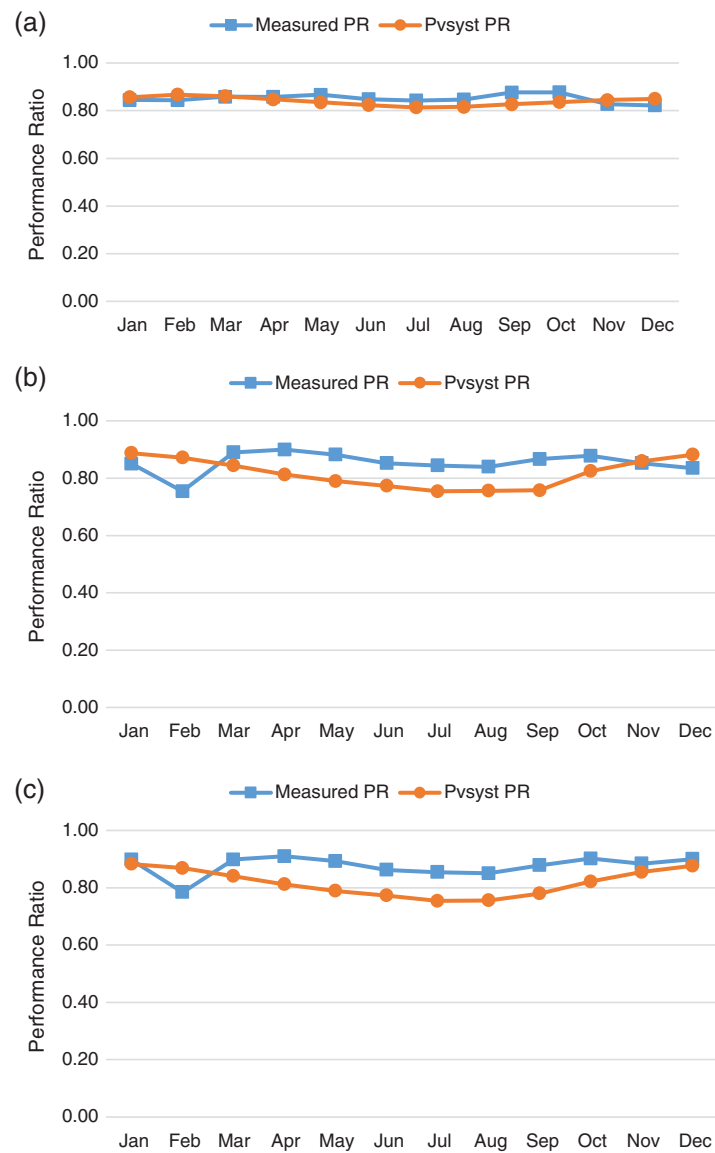 (a)
Measured PR Pvsyst PR
1.00
0.80
0.60
0.40
0.20
0.00
Performance Ratio
Jan Feb Mar Apr May Jun Jul Aug Sep Oct Nov Dec
(b)
Measured PR Pvsyst PR
1.00
0.80
0.60
0.40
0.20
0.00
Performance Ratio
Jan Feb Mar Apr May Jun Jul Aug Sep Oct Nov Dec
(c)
Measured PR Pvsyst PR
1.00
0.80
0.60
0.40
0.20
0.00
Performance Ratio
Jan Feb Mar Apr May Jun Jul Aug Sep Oct Nov Dec